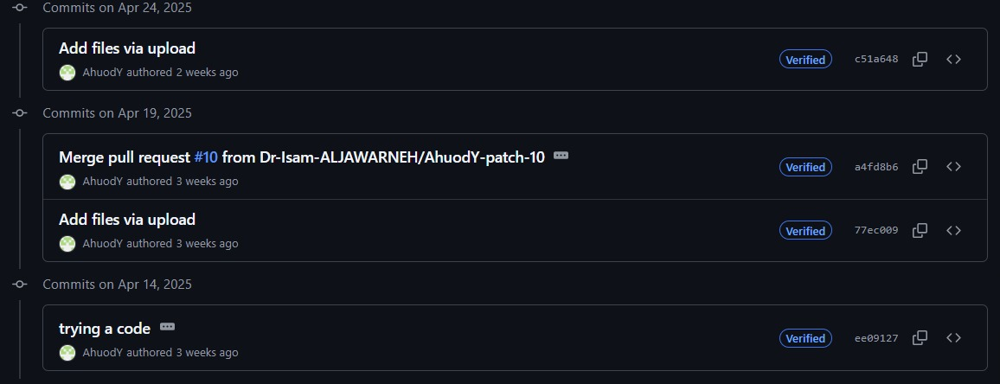 Commits on Apr 24, 2025
Add files via upload
AhuodY authored 2 weeks ago
Verified
c51a648
Commits on Apr 19, 2025
Merge pull request #10 from Dr-Isam-ALJAWARNEH/AhuodY-patch-10
AhuodY authored 3 weeks ago
Verified
a4fd8b6
Add files via upload
AhuodY authored 3 weeks ago
Verified
77ec009
Commits on Apr 14, 2025
trying a code
AhuodY authored 3 weeks ago
Verified
ee09127